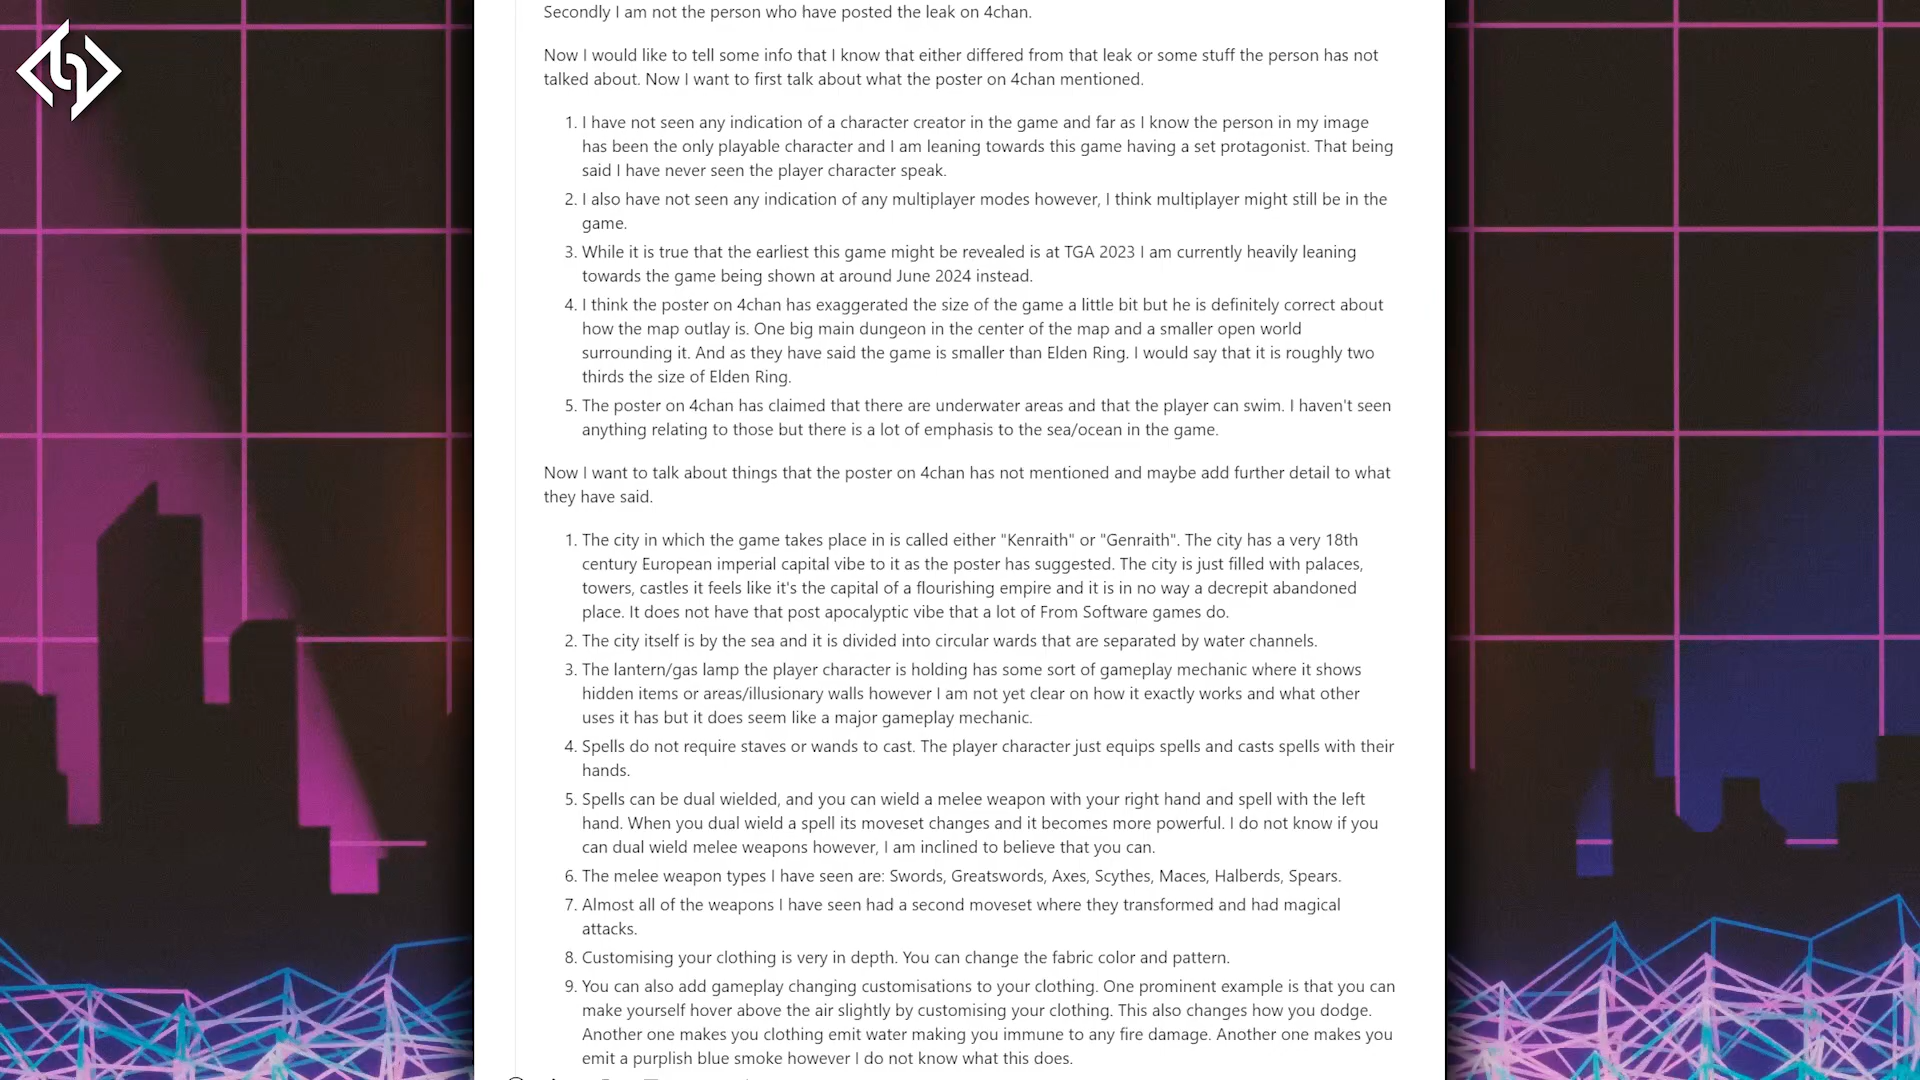 Secondly I am not the person who have posted the leak on 4chan.
Now I would like to tell some info that I know that either differed from that leak or some stuff the person has not
talked about. Now I want to first talk about what the poster on 4chan mentioned.
1. I have not seen any indication of a character creator in the game and far as I know the person in my image
has been the only playable character and I am leaning towards this game having a set protagonist. That being
said I have never seen the player character speak.
2. I also have not seen any indication of any multiplayer modes however, I think multiplayer might still be in the
game.
3. While it is true that the earliest this game might be revealed is at TGA 2023 I am currently heavily leaning
towards the game being shown at around June 2024 instead.
4. I think the poster on 4chan has exaggerated the size of the game a little bit but he is definitely correct about
how the map outlay is. One big main dungeon in the center of the map and a smaller open world
surrounding it. And as they have said the game is smaller than Elden Ring. I would say that it is roughly two
thirds the size of Elden Ring.
5. The poster on 4chan has claimed that there are underwater areas and that the player can swim. I haven't seen
anything relating to those but there is a lot of emphasis to the sea/ocean in the game.
Now I want to talk about things that the poster on 4chan has not mentioned and maybe add further detail to what
they have said.
1. The city in which the game takes place in is called either "Kenraith" or "Genraith". The city has a very 18th
century European imperial capital vibe to it as the poster has suggested. The city is just filled with palaces,
towers, castles it feels like it's the capital of a flourishing empire and it is in no way a decrepit abandoned
place. It does not have that post apocalyptic vibe that a lot of From Software games do.
2. The city itself is by the sea and it is divided into circular wards that are separated by water channels.
3. The lantern/gas lamp the player character is holding has some sort of gameplay mechanic where it shows
hidden items or areas/illusionary walls however I am not yet clear on how it exactly works and what other
uses it has but it does seem like a major gameplay mechanic.
4. Spells do not require staves or wands to cast. The player character just equips spells and casts spells with their
hands.
5. Spells can be dual wielded, and you can wield a melee weapon with your right hand and spell with the left
hand. When you dual wield a spell its moveset changes and it becomes more powerful. I do not know if you
can dual wield melee weapons however, I am inclined to believe that you can.
6. The melee weapon types I have seen are: Swords, Greatswords, Axes, Scythes, Maces, Halberds, Spears.
7. Almost all of the weapons I have seen had a second moveset where they transformed and had magical
attacks.
8. Customising your clothing is very in depth. You can change the fabric color and pattern.
9. You can also add gameplay changing customisations to your clothing. One prominent example is that you can
make yourself hover above the air slightly by customising your clothing. This also changes how you dodge.
Another one makes you clothing emit water making you immune to any fire damage. Another one makes you
emit a purplish blue smoke however I do not know what this does.